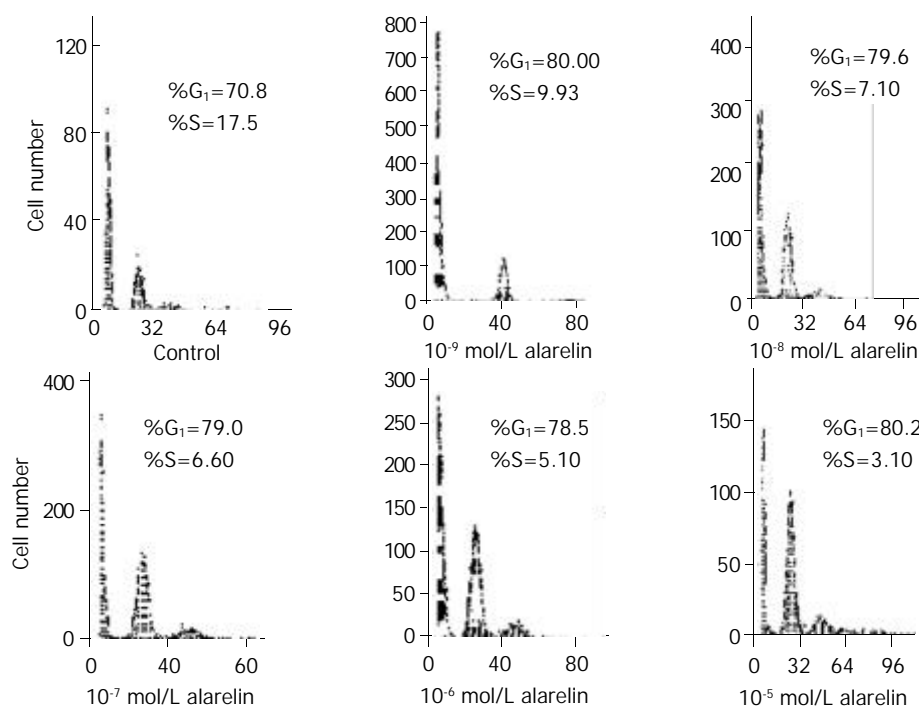 120
80
40
0
Cell number
%G₁=70.8
%S=17.5
0 32 64 96
Control
800
700
600
500
400
300
200
100
0
%G₁=80.00
%S=9.93
0 40 80
10⁻⁹ mol/L alarelin
400
300
200
100
0
%G₁=79.6
%S=7.10
0 32 64 96
10⁻⁸ mol/L alarelin
400
200
0
Cell number
%G₁=79.0
%S=6.60
0 40 60
10⁻⁷ mol/L alarelin
300
250
200
150
100
50
0
%G₁=78.5
%S=5.10
0 40 80
10⁻⁶ mol/L alarelin
150
100
50
0
%G₁=80.2
%S=3.10
0 32 64 96
10⁻⁵ mol/L alarelin